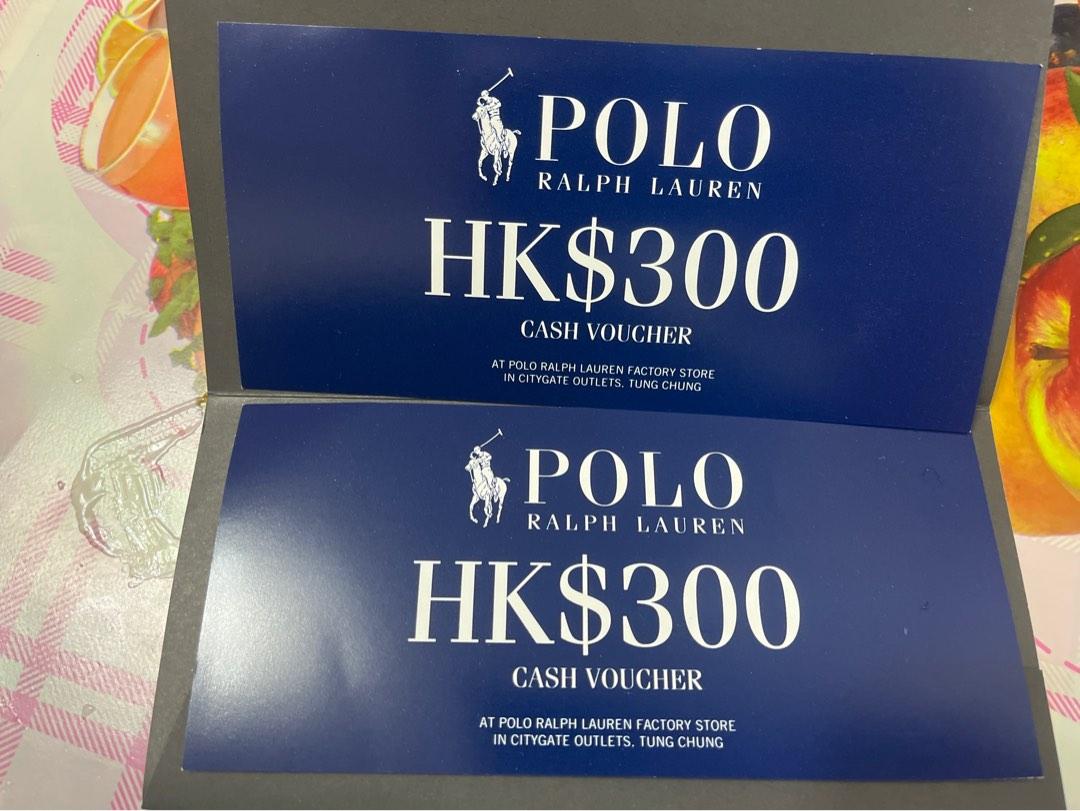 POLO
RALPH LAUREN
HK$300
CASH VOUCHER
AT POLO RALPH LAUREN FACTORY STORE
IN CITYGATE OUTLETS, TUNG CHUNG
POLO
RALPH LAUREN
HK$300
CASH VOUCHER
AT POLO RALPH LAUREN FACTORY STORE
IN CITYGATE OUTLETS, TUNG CHUNG